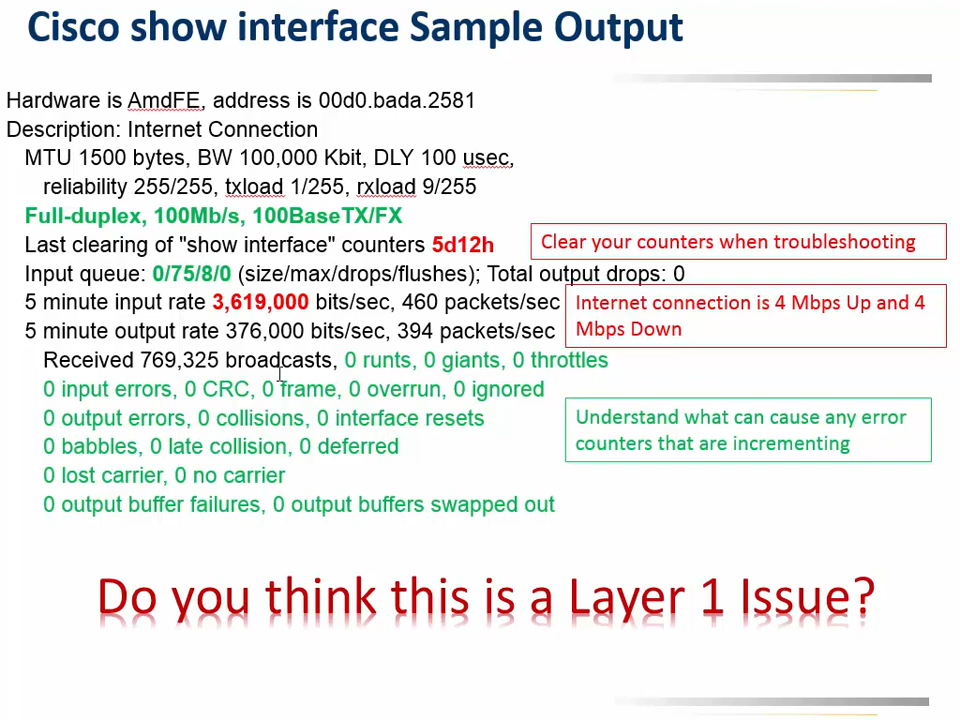 Cisco show interface Sample Output
Hardware is AmdFE, address is 00d0.bada.2581
Description: Internet Connection
MTU 1500 bytes, BW 100,000 Kbit, DLY 100 usec,
reliability 255/255, txload 1/255, rxload 9/255
Full-duplex, 100Mb/s, 100BaseTX/FX
Last clearing of "show interface" counters 5d12h
Clear your counters when troubleshooting
Input queue: 0/75/8/0 (size/max/drops/flushes); Total output drops: 0
5 minute input rate 3,619,000 bits/sec, 460 packets/sec
Internet connection is 4 Mbps Up and 4
Mbps Down
5 minute output rate 376,000 bits/sec, 394 packets/sec
Received 769,325 broadcasts, 0 runts, 0 giants, 0 throttles
0 input errors, 0 CRC, 0 frame, 0 overrun, 0 ignored
0 output errors, 0 collisions, 0 interface resets
Understand what can cause any error
counters that are incrementing
0 babbles, 0 late collision, 0 deferred
0 lost carrier, 0 no carrier
0 output buffer failures, 0 output buffers swapped out
Do you think this is a Layer 1 Issue?